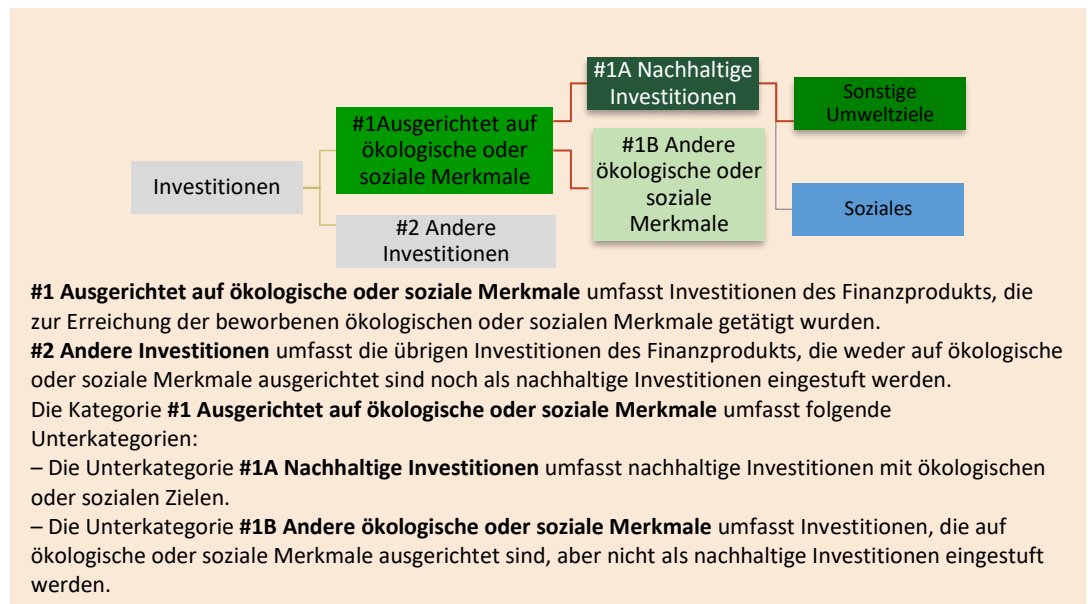 #1A Nachhaltige
Investitionen
Sonstige
Umweltziele
#1Ausgerichtet auf
ökologische oder
soziale Merkmale
#1B Andere
ökologische oder
soziale
Merkmale
Investitionen
Soziales
#2 Andere
Investitionen
#1 Ausgerichtet auf ökologische oder soziale Merkmale umfasst Investitionen des Finanzprodukts, die
zur Erreichung der beworbenen ökologischen oder sozialen Merkmale getätigt wurden.
#2 Andere Investitionen umfasst die übrigen Investitionen des Finanzprodukts, die weder auf ökologische
oder soziale Merkmale ausgerichtet sind noch als nachhaltige Investitionen eingestuft werden.
Die Kategorie #1 Ausgerichtet auf ökologische oder soziale Merkmale umfasst folgende
Unterkategorien:
– Die Unterkategorie #1A Nachhaltige Investitionen umfasst nachhaltige Investitionen mit ökologischen
oder sozialen Zielen.
– Die Unterkategorie #1B Andere ökologische oder soziale Merkmale umfasst Investitionen, die auf
ökologische oder soziale Merkmale ausgerichtet sind, aber nicht als nachhaltige Investitionen eingestuft
werden.